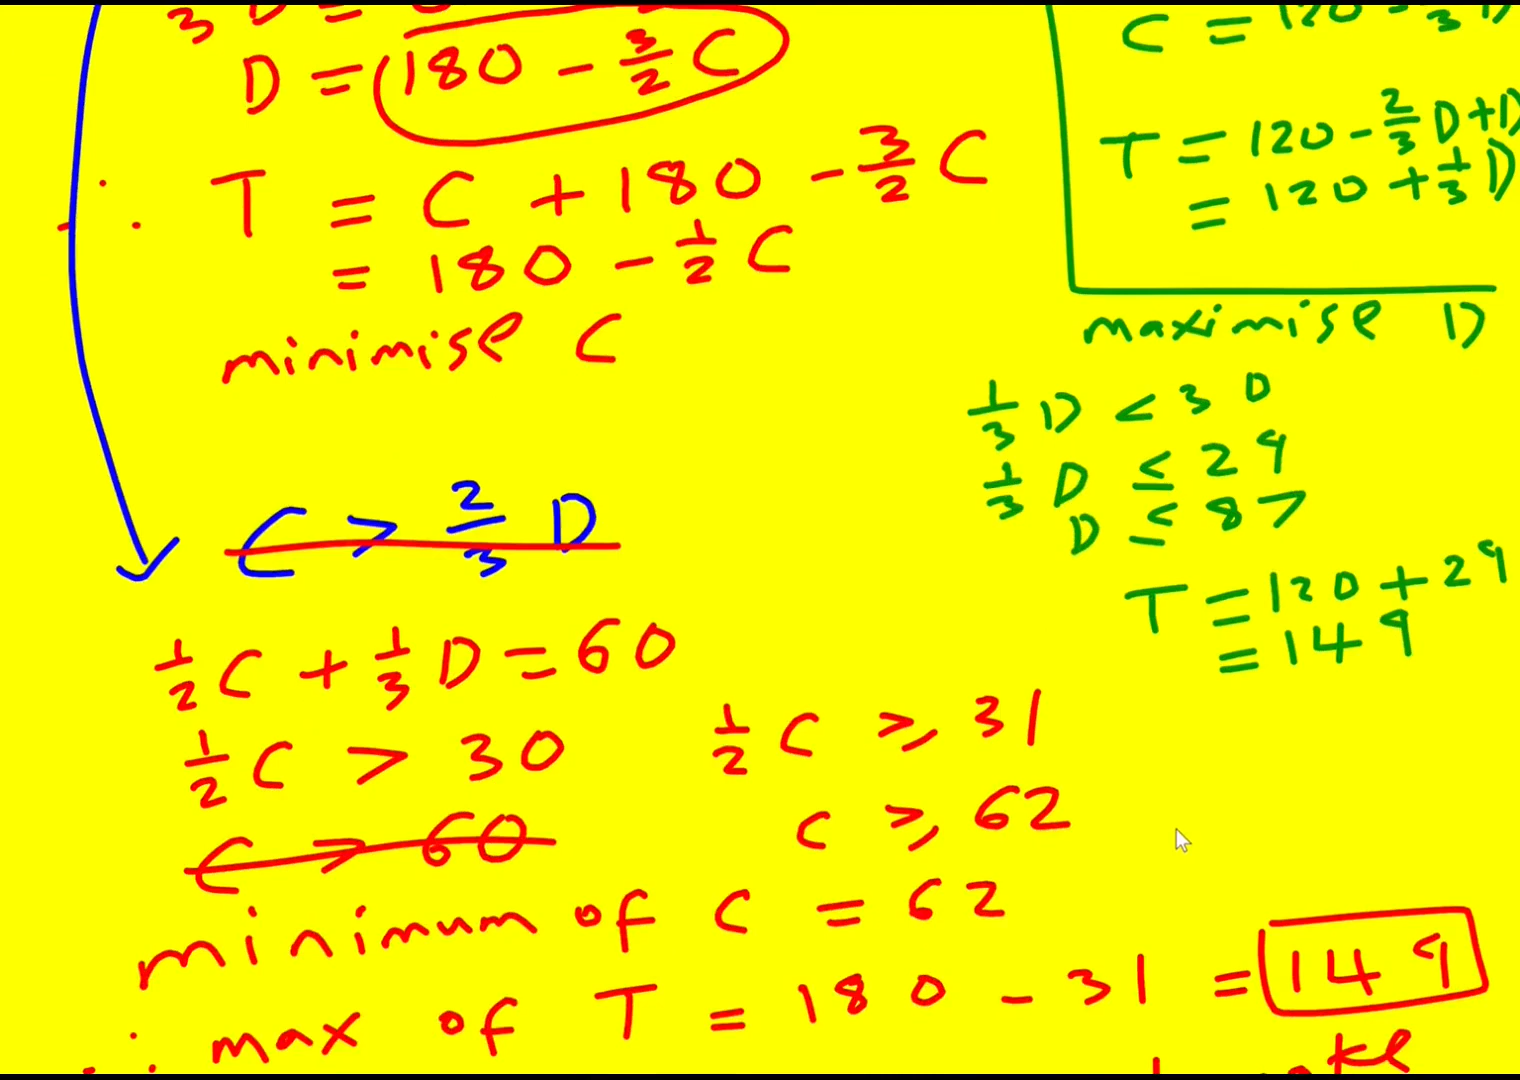 D = 180 - 3/2 C
∴ T = C + 180 - 3/2 C
= 180 - 1/2 C
minimise C
C > 2/3 D
1/2 C + 1/3 D = 60
1/2 C > 30
C > 60
1/2 C ≥ 31
C ≥ 62
minimum of C = 62
∴ max of T = 180 - 31 = 149
T = 120 - 2/3 D + D
= 120 + 1/3 D
maximise D
1/3 D < 30
1/3 D ≤ 29
D ≤ 87
T = 120 + 29
= 149